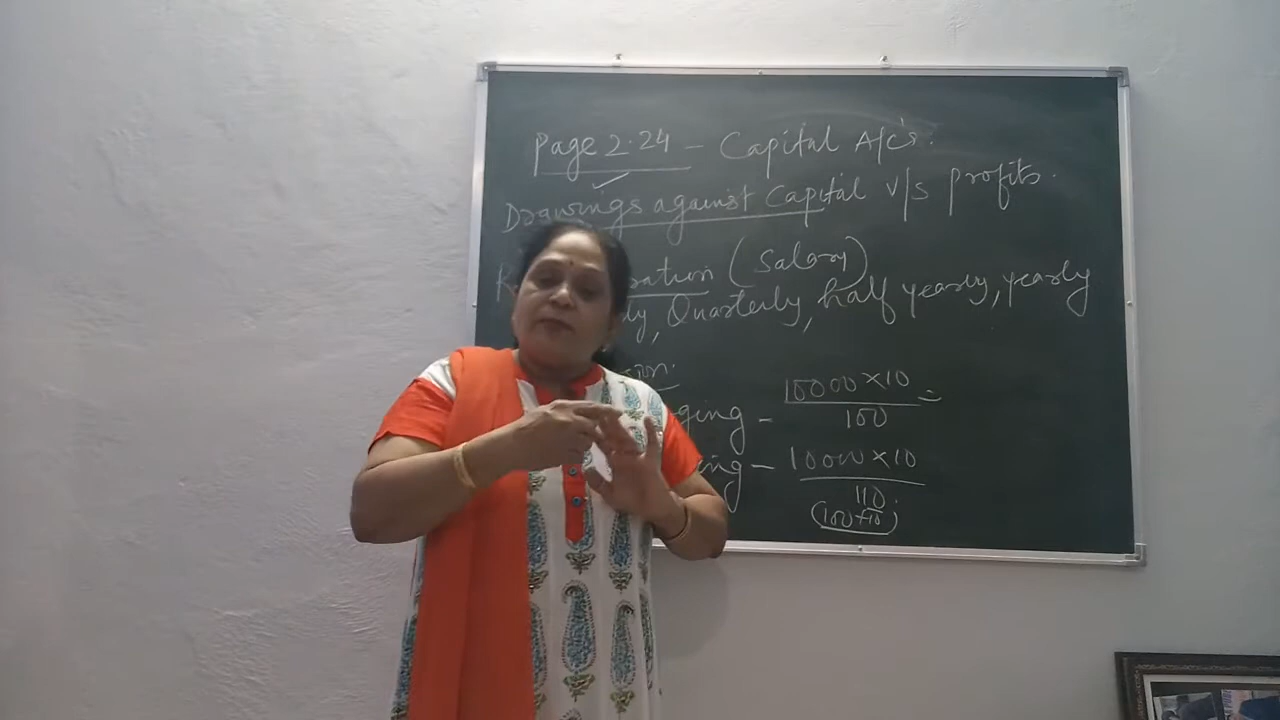 Page 2.24 - Capital A/c's.
Drawings against Capital v/s profits.
(Salary)
Quarterly, half yearly, yearly
10000×10 =
100
10000×10
110
(100+10)